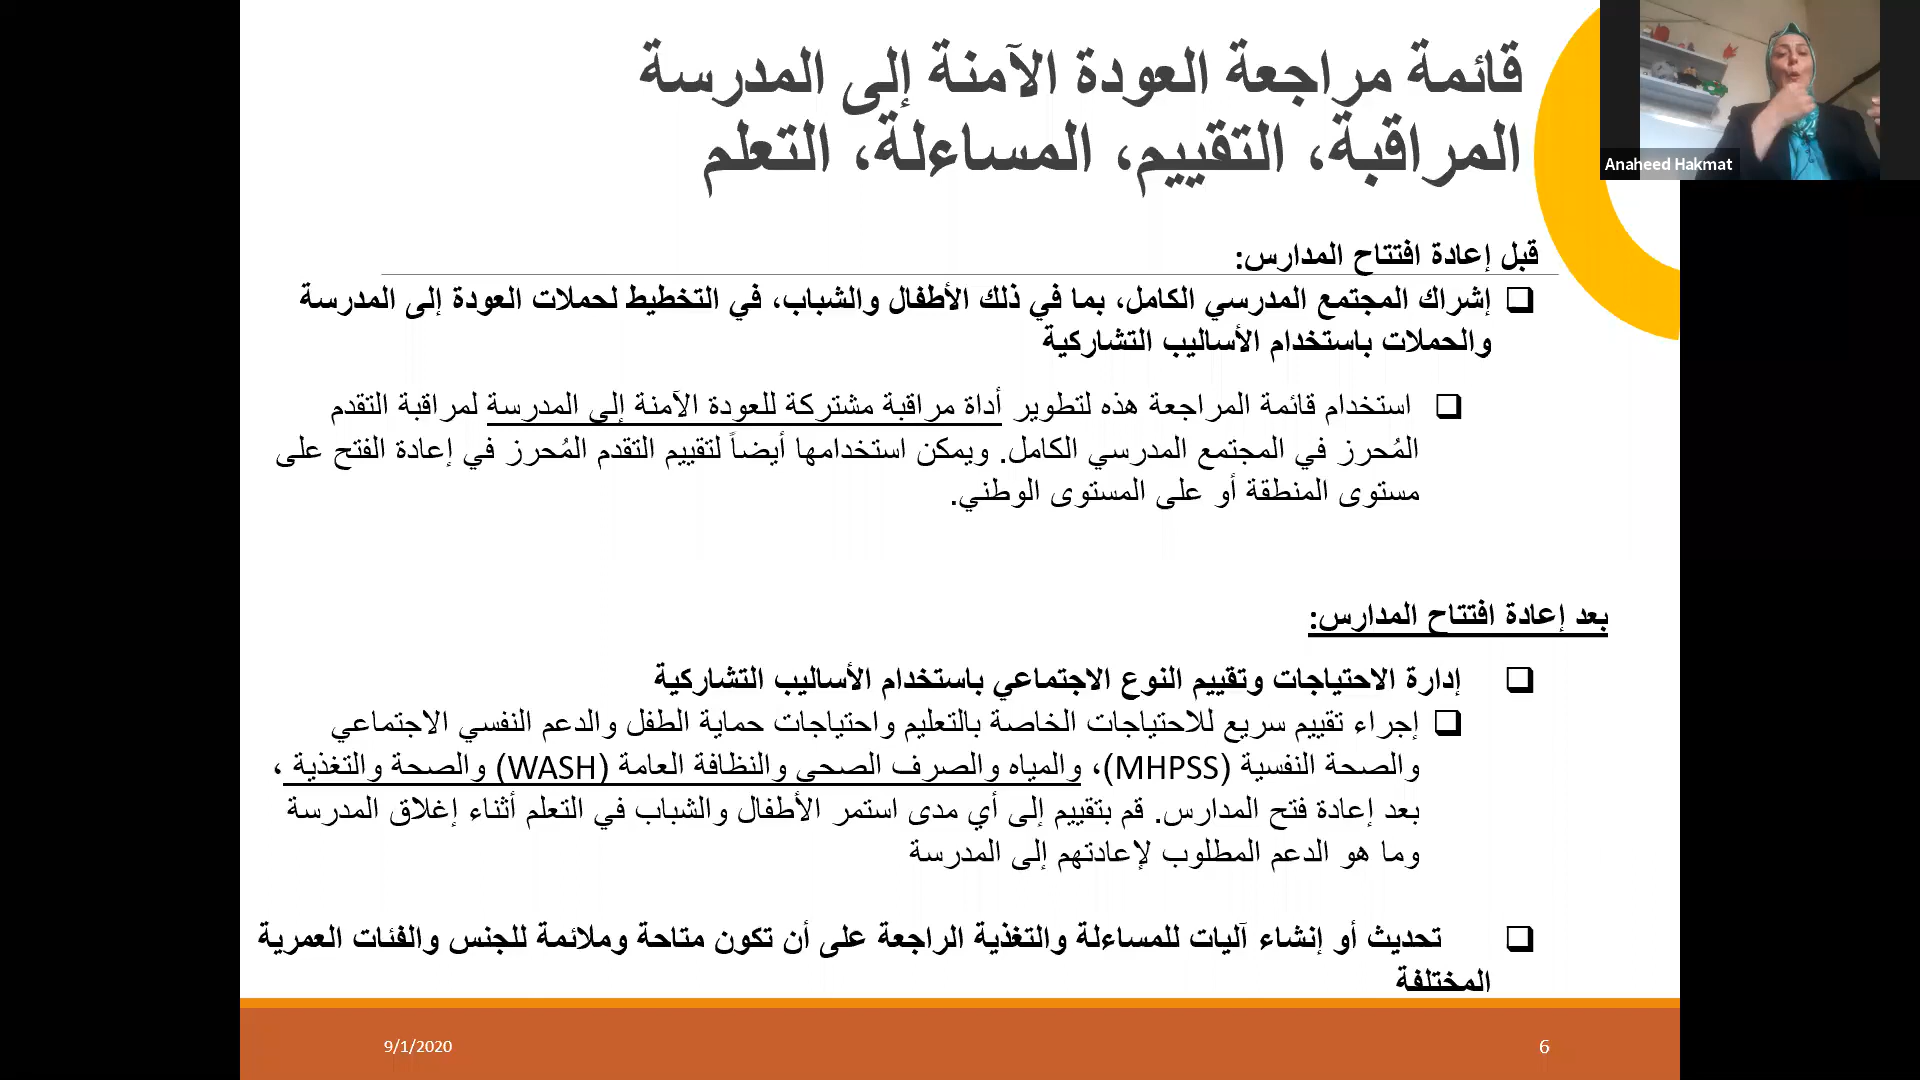 قائمة مراجعة العودة الآمنة إلى المدرسة
المراقبة، التقييم، المساءلة، التعلم
Anaheed Hakmat
قبل إعادة افتتاح المدارس:
❑ إشراك المجتمع المدرسي الكامل، بما في ذلك الأطفال والشباب، في التخطيط لحملات العودة إلى المدرسة
والحملات باستخدام الأساليب التشاركية
❑ استخدام قائمة المراجعة هذه لتطوير أداة مراقبة مشتركة للعودة الآمنة إلى المدرسة لمراقبة التقدم
المُحرز في المجتمع المدرسي الكامل. ويمكن استخدامها أيضاً لتقييم التقدم المُحرز في إعادة الفتح على
مستوى المنطقة أو على المستوى الوطني.
بعد إعادة افتتاح المدارس:
❑ إدارة الاحتياجات وتقييم النوع الاجتماعي باستخدام الأساليب التشاركية
❑ إجراء تقييم سريع للاحتياجات الخاصة بالتعليم واحتياجات حماية الطفل والدعم النفسي الاجتماعي
والصحة النفسية (MHPSS)، والمياه والصرف الصحي والنظافة العامة (WASH) والصحة والتغذية ،
بعد إعادة فتح المدارس. قم بتقييم إلى أي مدى استمر الأطفال والشباب في التعلم أثناء إغلاق المدرسة
وما هو الدعم المطلوب لإعادتهم إلى المدرسة
❑ تحديث أو إنشاء آليات للمساءلة والتغذية الراجعة على أن تكون متاحة وملائمة للجنس والفئات العمرية
المختلفة
9/1/2020
6